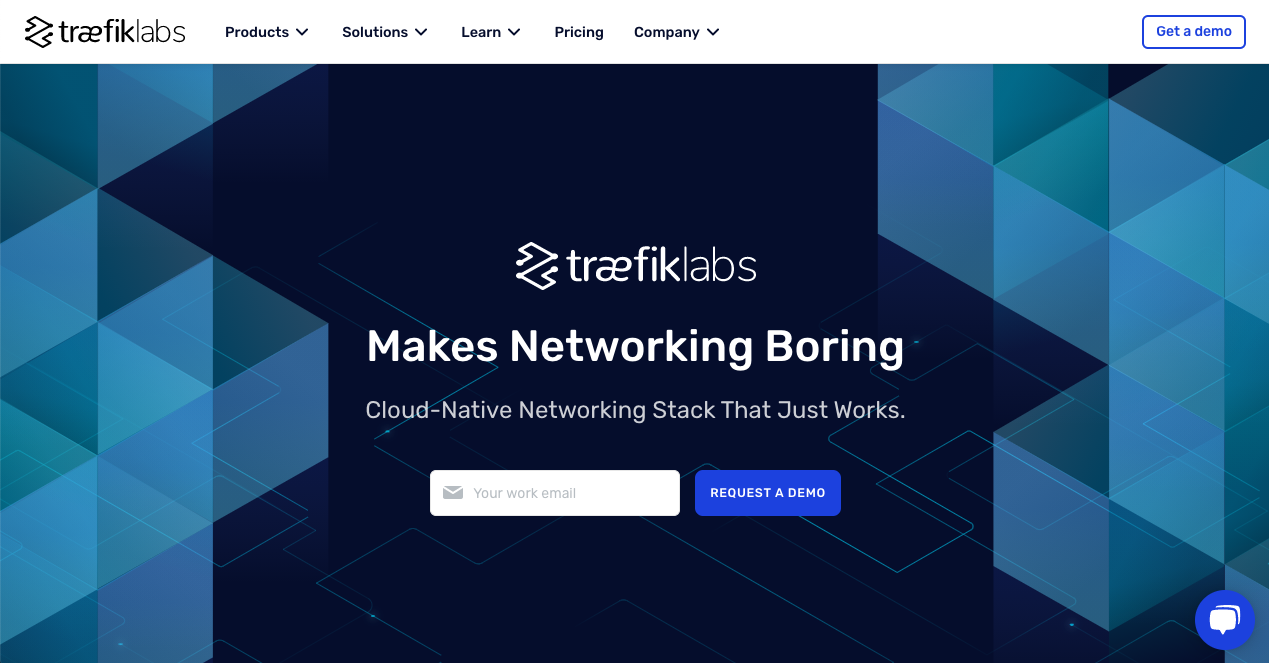 træfiklabs
Products
Solutions
Learn
Pricing
Company
Get a demo
træfiklabs
Makes Networking Boring
Cloud-Native Networking Stack That Just Works.
Your work email
REQUEST A DEMO